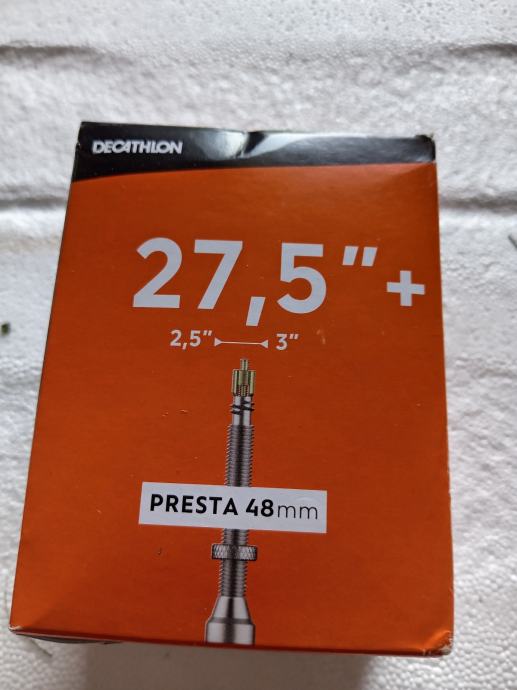 DECATHLON
27,5"+
2,5" 3"
PRESTA 48mm